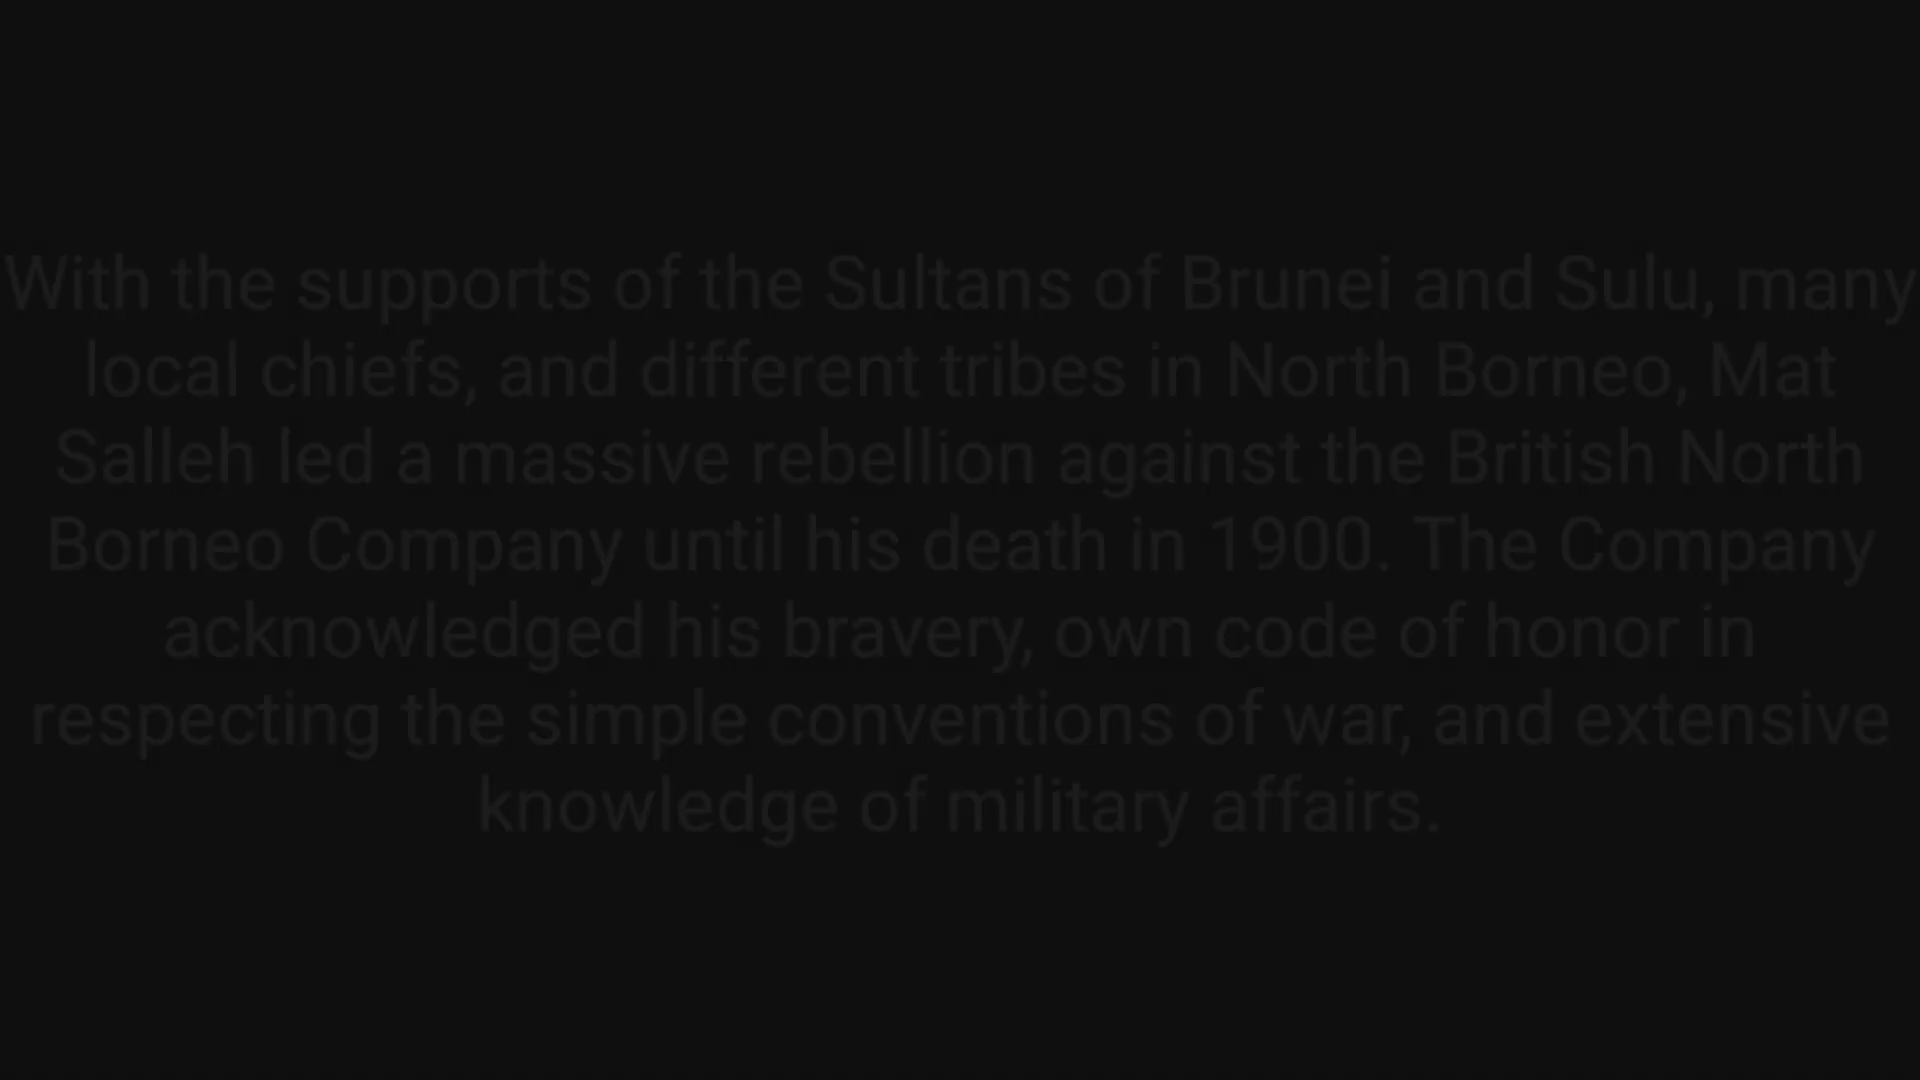 With the supports of the Sultans of Brunei and Sulu, many
local chiefs, and different tribes in North Borneo, Mat
Salleh led a massive rebellion against the British North
Borneo Company until his death in 1900. The Company
acknowledged his bravery, own code of honor in
respecting the simple conventions of war, and extensive
knowledge of military affairs.